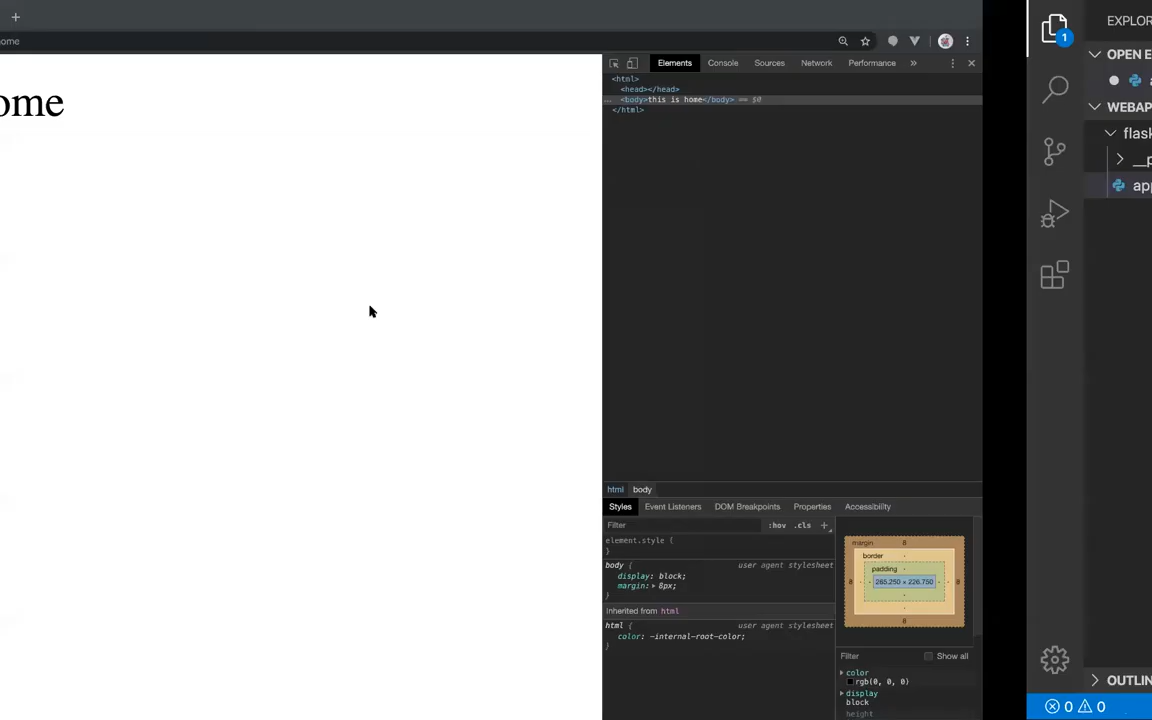 ome
Elements Console Sources Network Performance »
<html>
<head></head>
... <body>this is home</body> == $0
</html>
html body
Styles Event Listeners DOM Breakpoints Properties Accessibility
Filter :hov .cls +
element.style {
}
body { user agent stylesheet
display: block;
margin: 8px;
}
Inherited from html
html { user agent stylesheet
color: -internal-root-color;
}
margin 8
border -
padding -
8 - - 265.250 × 226.750 - - 8
-
-
8
Filter Show all
color
rgb(0, 0, 0)
display
block
height
EXPLOR
1
OPEN E
WEBAP
flask
__p
app
OUTLIN
0 0